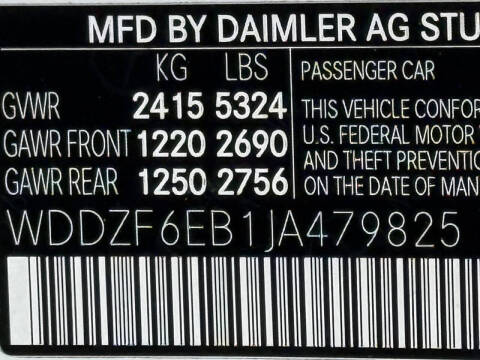 MFD BY DAIMLER AG STU
KG LBS
GVWR 2415 5324
GAWR FRONT 1220 2690
GAWR REAR 1250 2756
PASSENGER CAR
THIS VEHICLE CONFOR
U.S. FEDERAL MOTOR
AND THEFT PREVENTIO
THE DATE OF MAN
WDDZF6EB1JA479825